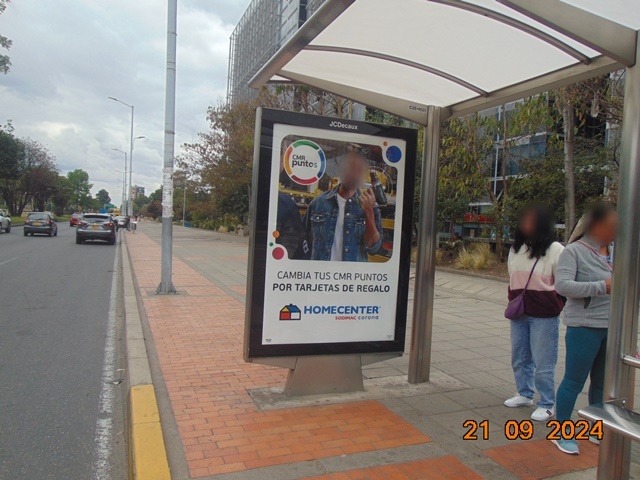 JCDecaux
CMR
puntos
CAMBIA TUS CMR PUNTOS
POR TARJETAS DE REGALO
HOMECENTER
SODIMAC corona
21 09 2024